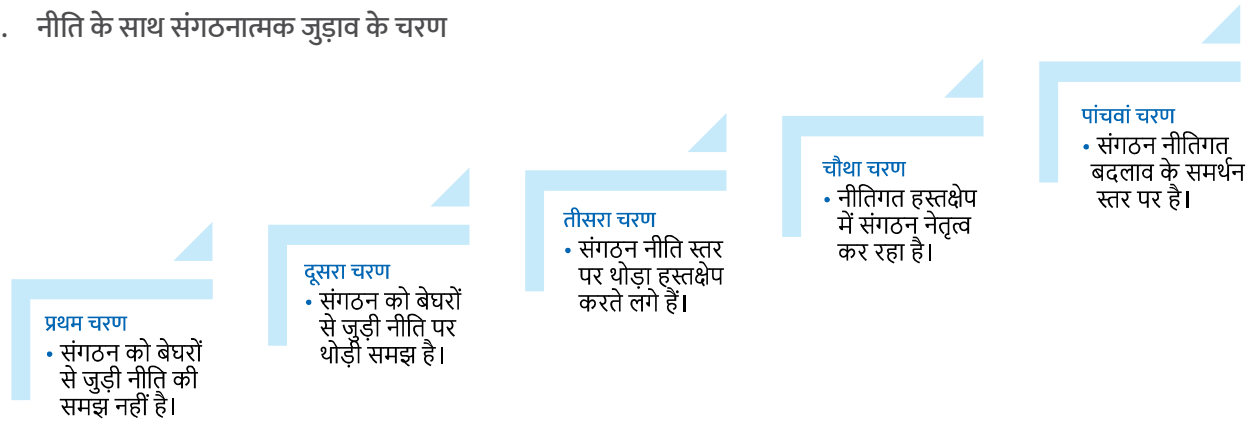 . नीति के साथ संगठनात्मक जुड़ाव के चरण
प्रथम चरण
• संगठन को बेघरों
से जुड़ी नीति की
समझ नहीं है।
दूसरा चरण
• संगठन को बेघरों
से जुड़ी नीति पर
थोड़ी समझ है।
तीसरा चरण
• संगठन नीति स्तर
पर थोड़ा हस्तक्षेप
करते लगे हैं।
चौथा चरण
• नीतिगत हस्तक्षेप
में संगठन नेतृत्व
कर रहा है।
पांचवां चरण
• संगठन नीतिगत
बदलाव के समर्थन
स्तर पर है।